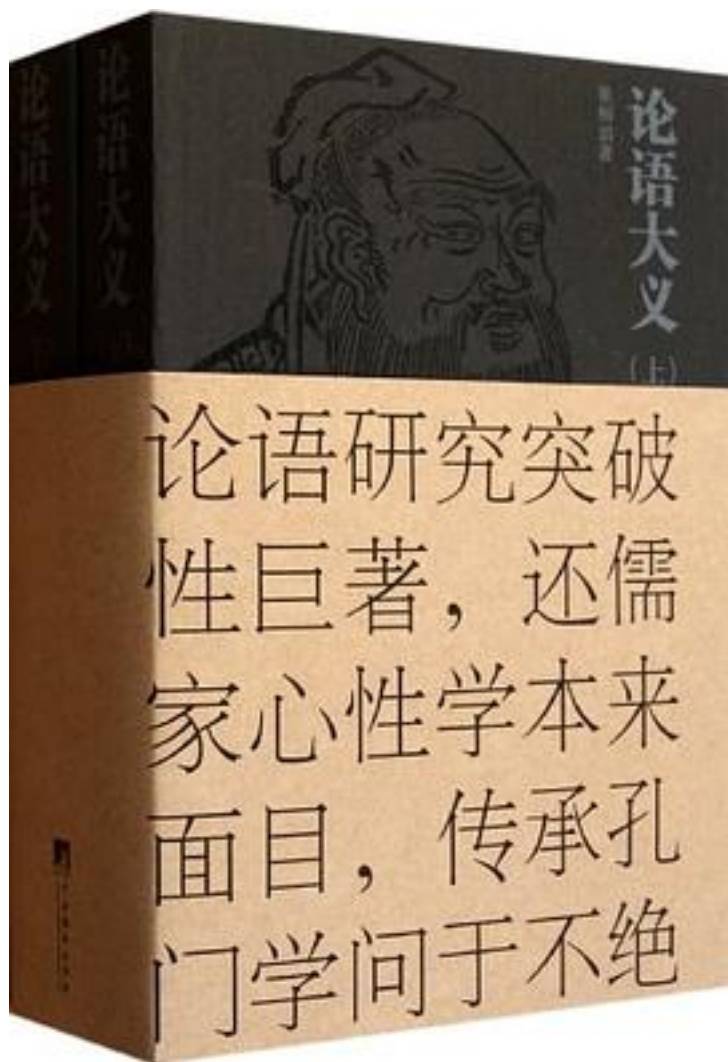 论语大义
论语大义
论语大义
（上）
论语研究突破
性巨著，还儒
家心性学本来
面目，传承孔
门学问于不绝